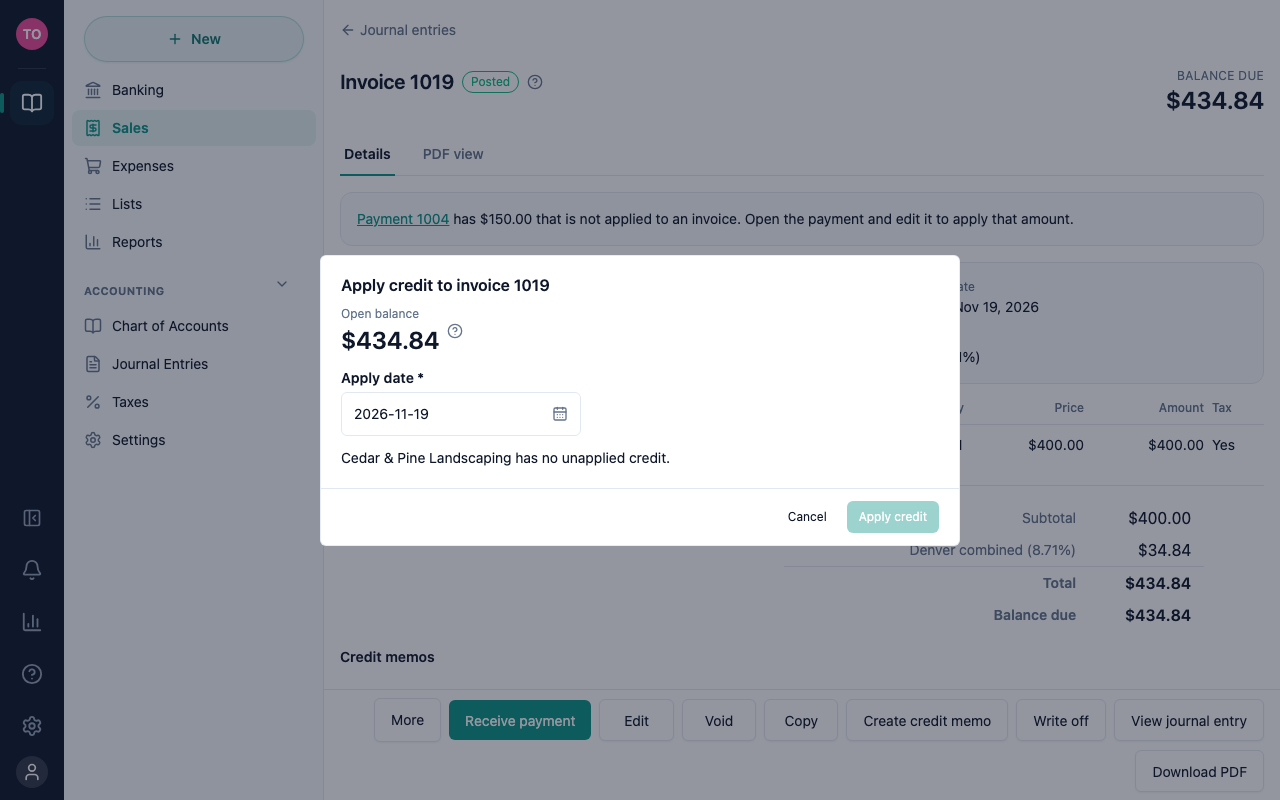 TO
New
Banking
Sales
Expenses
Lists
Reports
ACCOUNTING
Chart of Accounts
Journal Entries
Taxes
Settings
Journal entries
Invoice 1019 Posted
BALANCE DUE
$434.84
Details PDF view
Payment 1004 has $150.00 that is not applied to an invoice. Open the payment and edit it to apply that amount.
Nov 19, 2026
Apply credit to invoice 1019
Open balance
$434.84
Apply date *
2026-11-19
Cedar & Pine Landscaping has no unapplied credit.
Cancel Apply credit
Price Amount Tax
$400.00 $400.00 Yes
Subtotal $400.00
Denver combined (8.71%) $34.84
Total $434.84
Balance due $434.84
Credit memos
More Receive payment Edit Void Copy Create credit memo Write off View journal entry
Download PDF